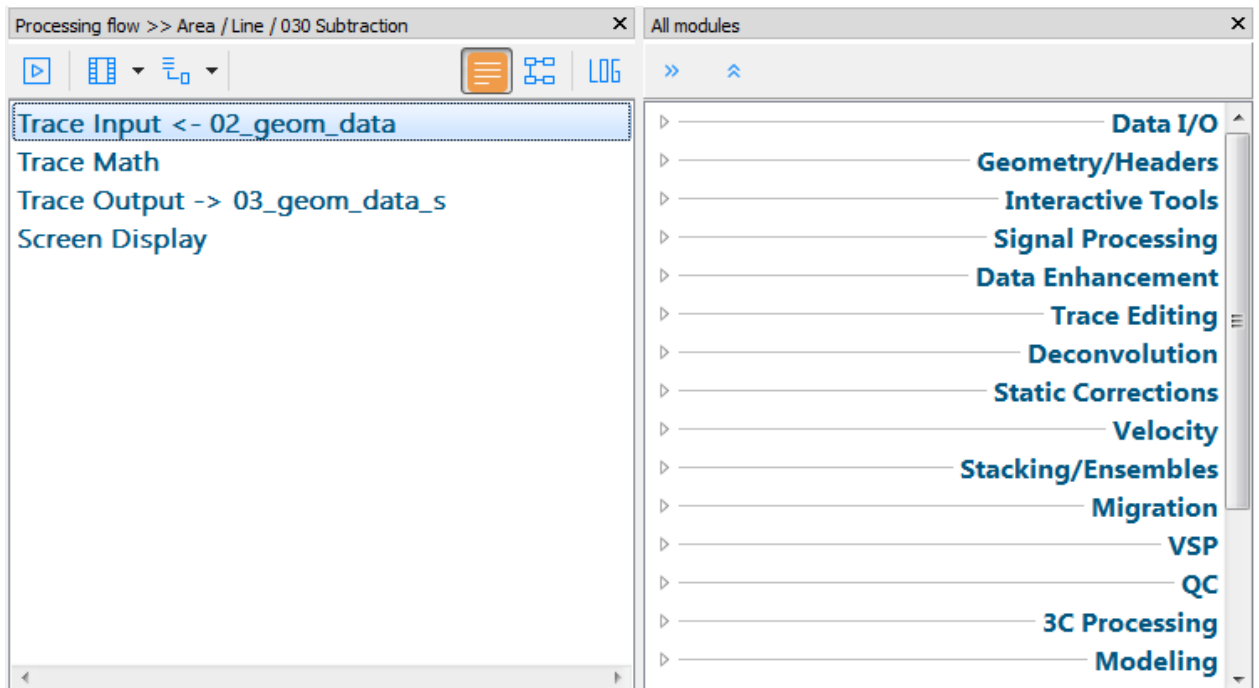 Processing flow >> Area / Line / 030 Subtraction
LOG
Trace Input <- 02_geom_data
Trace Math
Trace Output -> 03_geom_data_s
Screen Display
All modules
Data I/O
Geometry/Headers
Interactive Tools
Signal Processing
Data Enhancement
Trace Editing
Deconvolution
Static Corrections
Velocity
Stacking/Ensembles
Migration
VSP
QC
3C Processing
Modeling